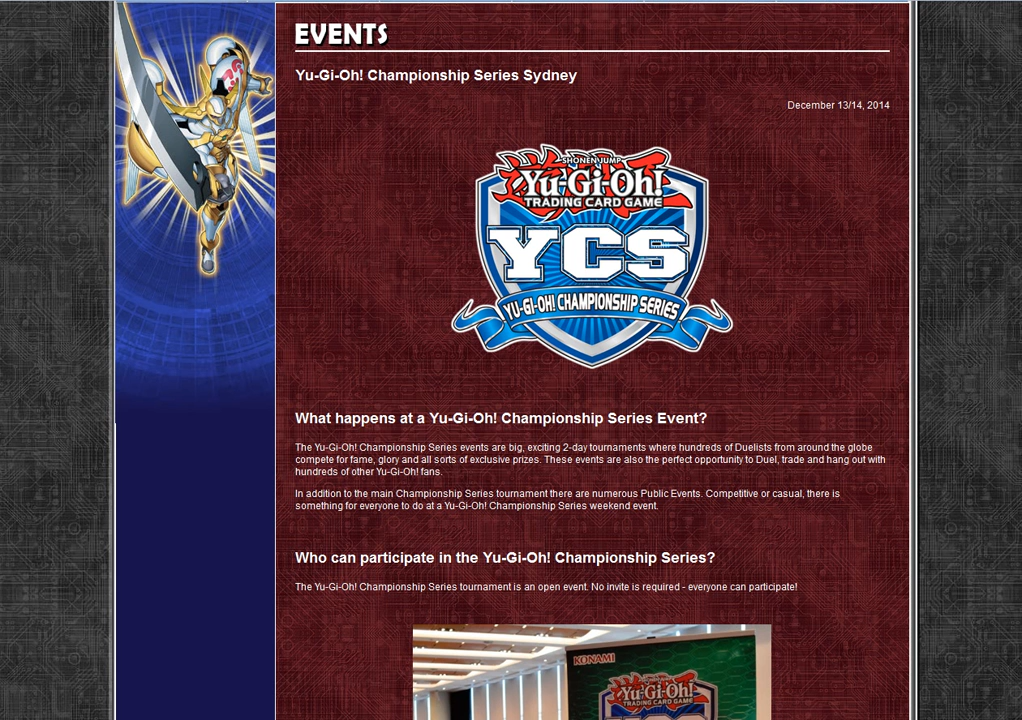 EVENTS
Yu-Gi-Oh! Championship Series Sydney
December 13/14, 2014
SHONEN JUMP
Yu-Gi-Oh!
TRADING CARD GAME
YCS
YU-GI-OH! CHAMPIONSHIP SERIES
What happens at a Yu-Gi-Oh! Championship Series Event?
The Yu-Gi-Oh! Championship Series events are big, exciting 2-day tournaments where hundreds of Duelists from around the globe
compete for fame, glory and all sorts of exclusive prizes. These events are also the perfect opportunity to Duel, trade and hang out with
hundreds of other Yu-Gi-Oh! fans.
In addition to the main Championship Series tournament there are numerous Public Events. Competitive or casual, there is
something for everyone to do at a Yu-Gi-Oh! Championship Series weekend event.
Who can participate in the Yu-Gi-Oh! Championship Series?
The Yu-Gi-Oh! Championship Series tournament is an open event. No invite is required - everyone can participate!
KONAMI
Yu-Gi-Oh!
TRADING CARD GAME